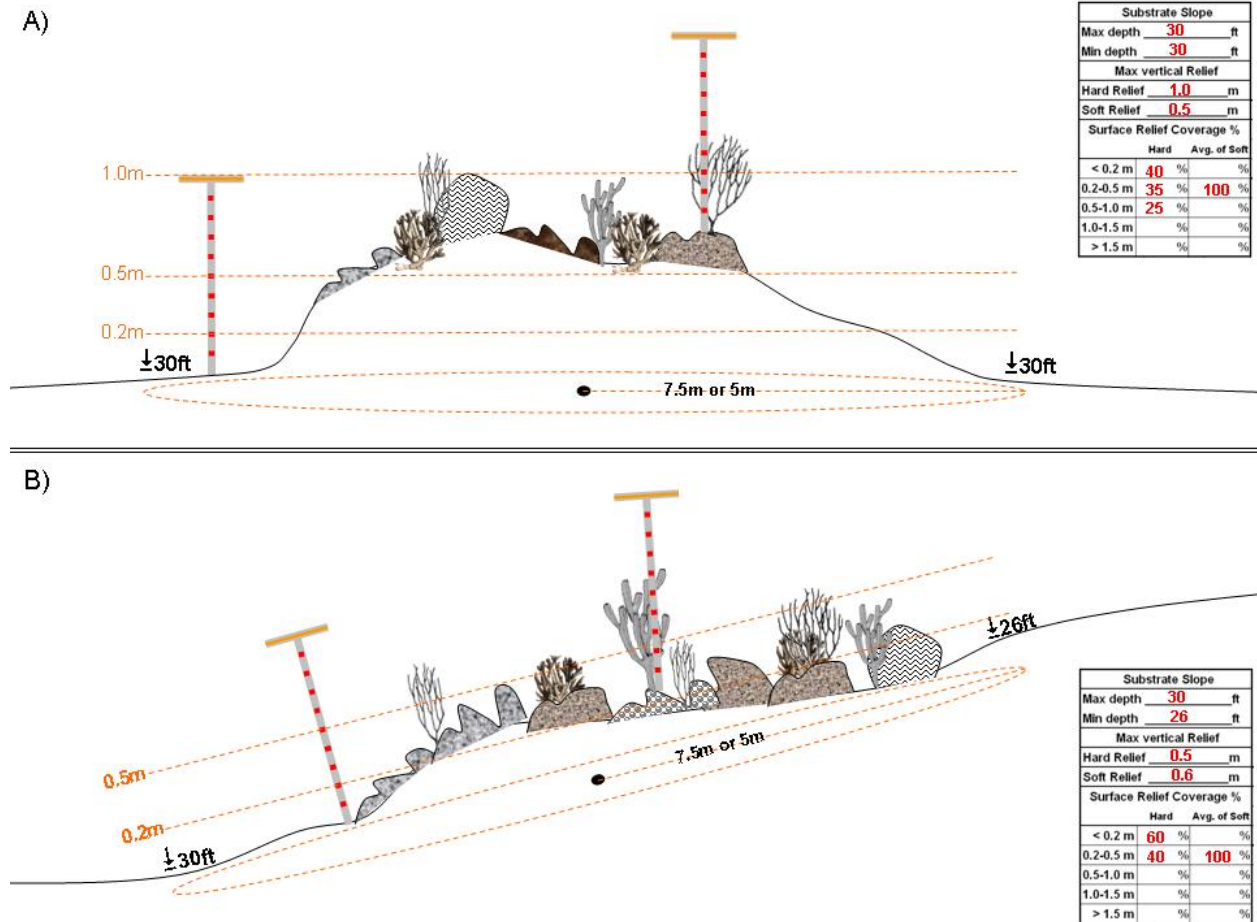 A)
Substrate Slope
Max depth 30 ft
Min depth 30 ft
Max vertical Relief
Hard Relief 1.0 m
Soft Relief 0.5 m
Surface Relief Coverage %
Hard Avg. of Soft
< 0.2 m 40 % %
0.2-0.5 m 35 % 100 %
0.5-1.0 m 25 % %
1.0-1.5 m % %
> 1.5 m % %
1.0m
0.5m
0.2m
30ft
30ft
7.5m or 5m
B)
26ft
0.5m
7.5m or 5m
0.2m
30ft
Substrate Slope
Max depth 30 ft
Min depth 26 ft
Max vertical Relief
Hard Relief 0.5 m
Soft Relief 0.6 m
Surface Relief Coverage %
Hard Avg. of Soft
< 0.2 m 60 % %
0.2-0.5 m 40 % 100 %
0.5-1.0 m % %
1.0-1.5 m % %
> 1.5 m % %